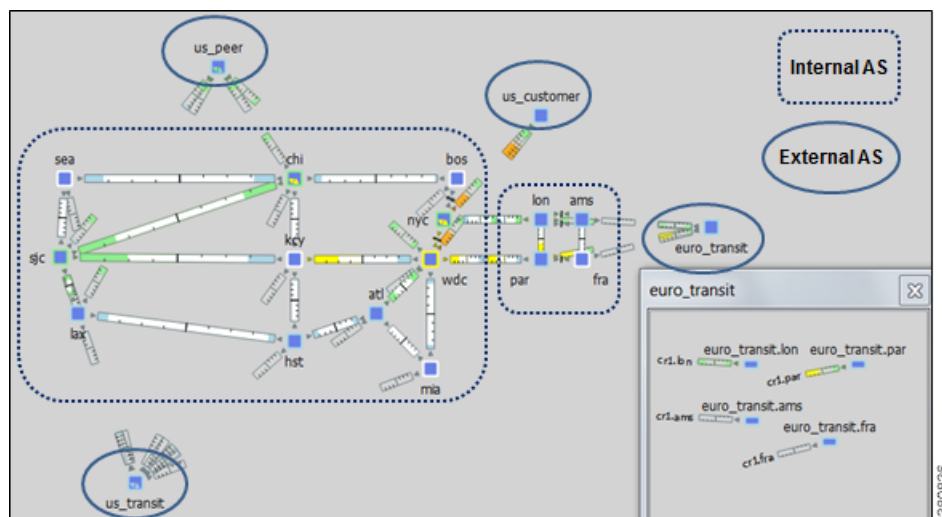 us_peer
us_customer
Internal AS
External AS
sea
chi
bos
lon
ams
nyc
sjc
kcy
wdc
par
fra
euro_transit
atl
lax
hst
mia
us_transit
euro_transit
cr1.lon
euro_transit.lon
euro_transit.par
cr1.par
cr1.ams
euro_transit.ams
euro_transit.fra
cr1.fra